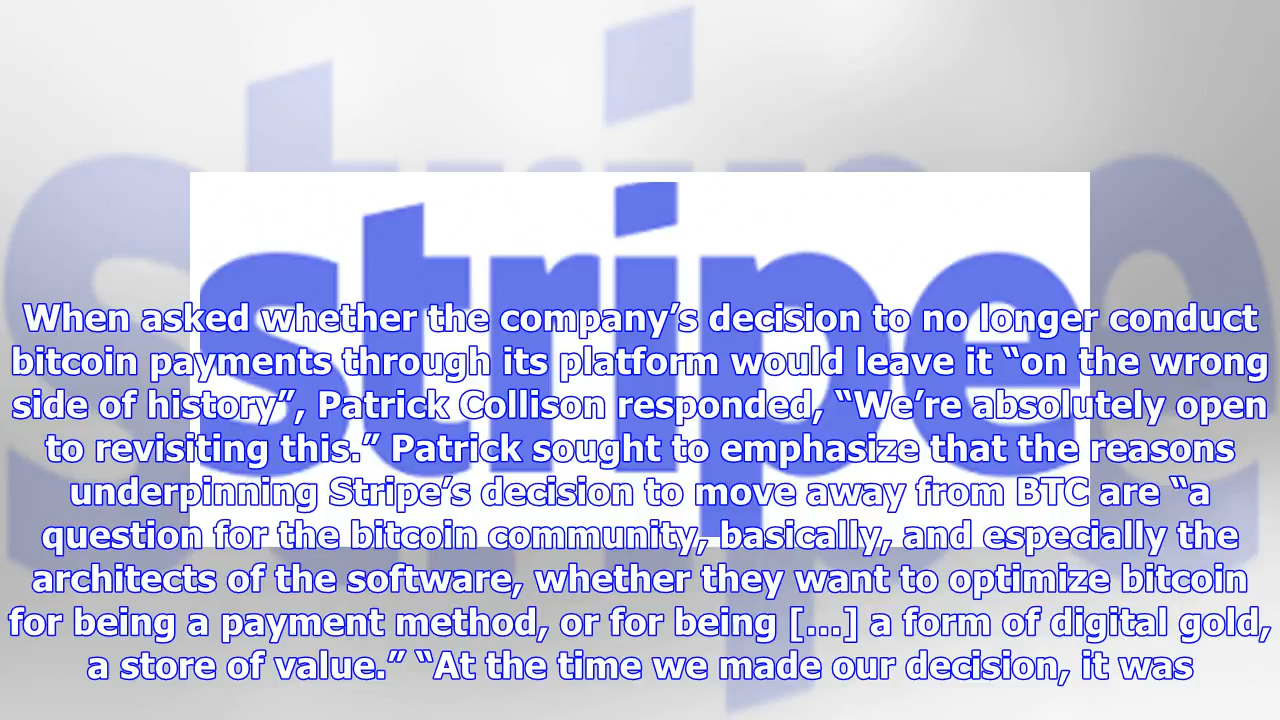 stripe
When asked whether the company’s decision to no longer conduct
bitcoin payments through its platform would leave it “on the wrong
side of history”, Patrick Collison responded, “We’re absolutely open
to revisiting this.” Patrick sought to emphasize that the reasons
underpinning Stripe’s decision to move away from BTC are “a
question for the bitcoin community, basically, and especially the
architects of the software, whether they want to optimize bitcoin
for being a payment method, or for being [...] a form of digital gold,
a store of value.” “At the time we made our decision, it was